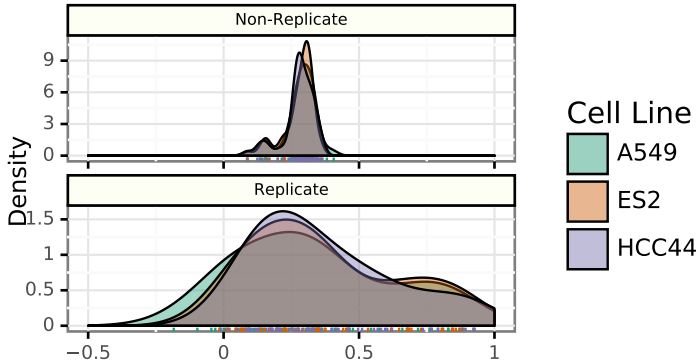 Non-Replicate
9
6
3
0
Replicate
1.5
1
0.5
0
−0.5 0 0.5 1
Density
Cell Line
A549
ES2
HCC44